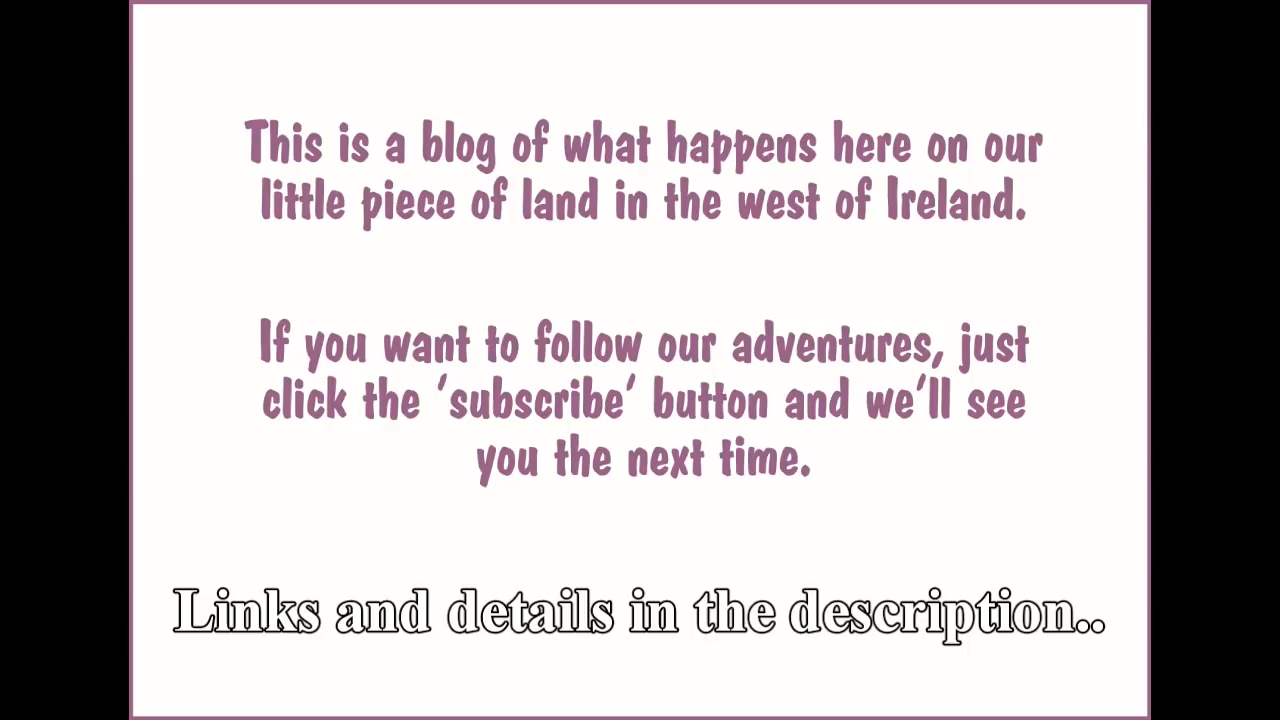 This is a blog of what happens here on our
little piece of land in the west of Ireland.
If you want to follow our adventures, just
click the 'subscribe' button and we'll see
you the next time.
Links and details in the description..